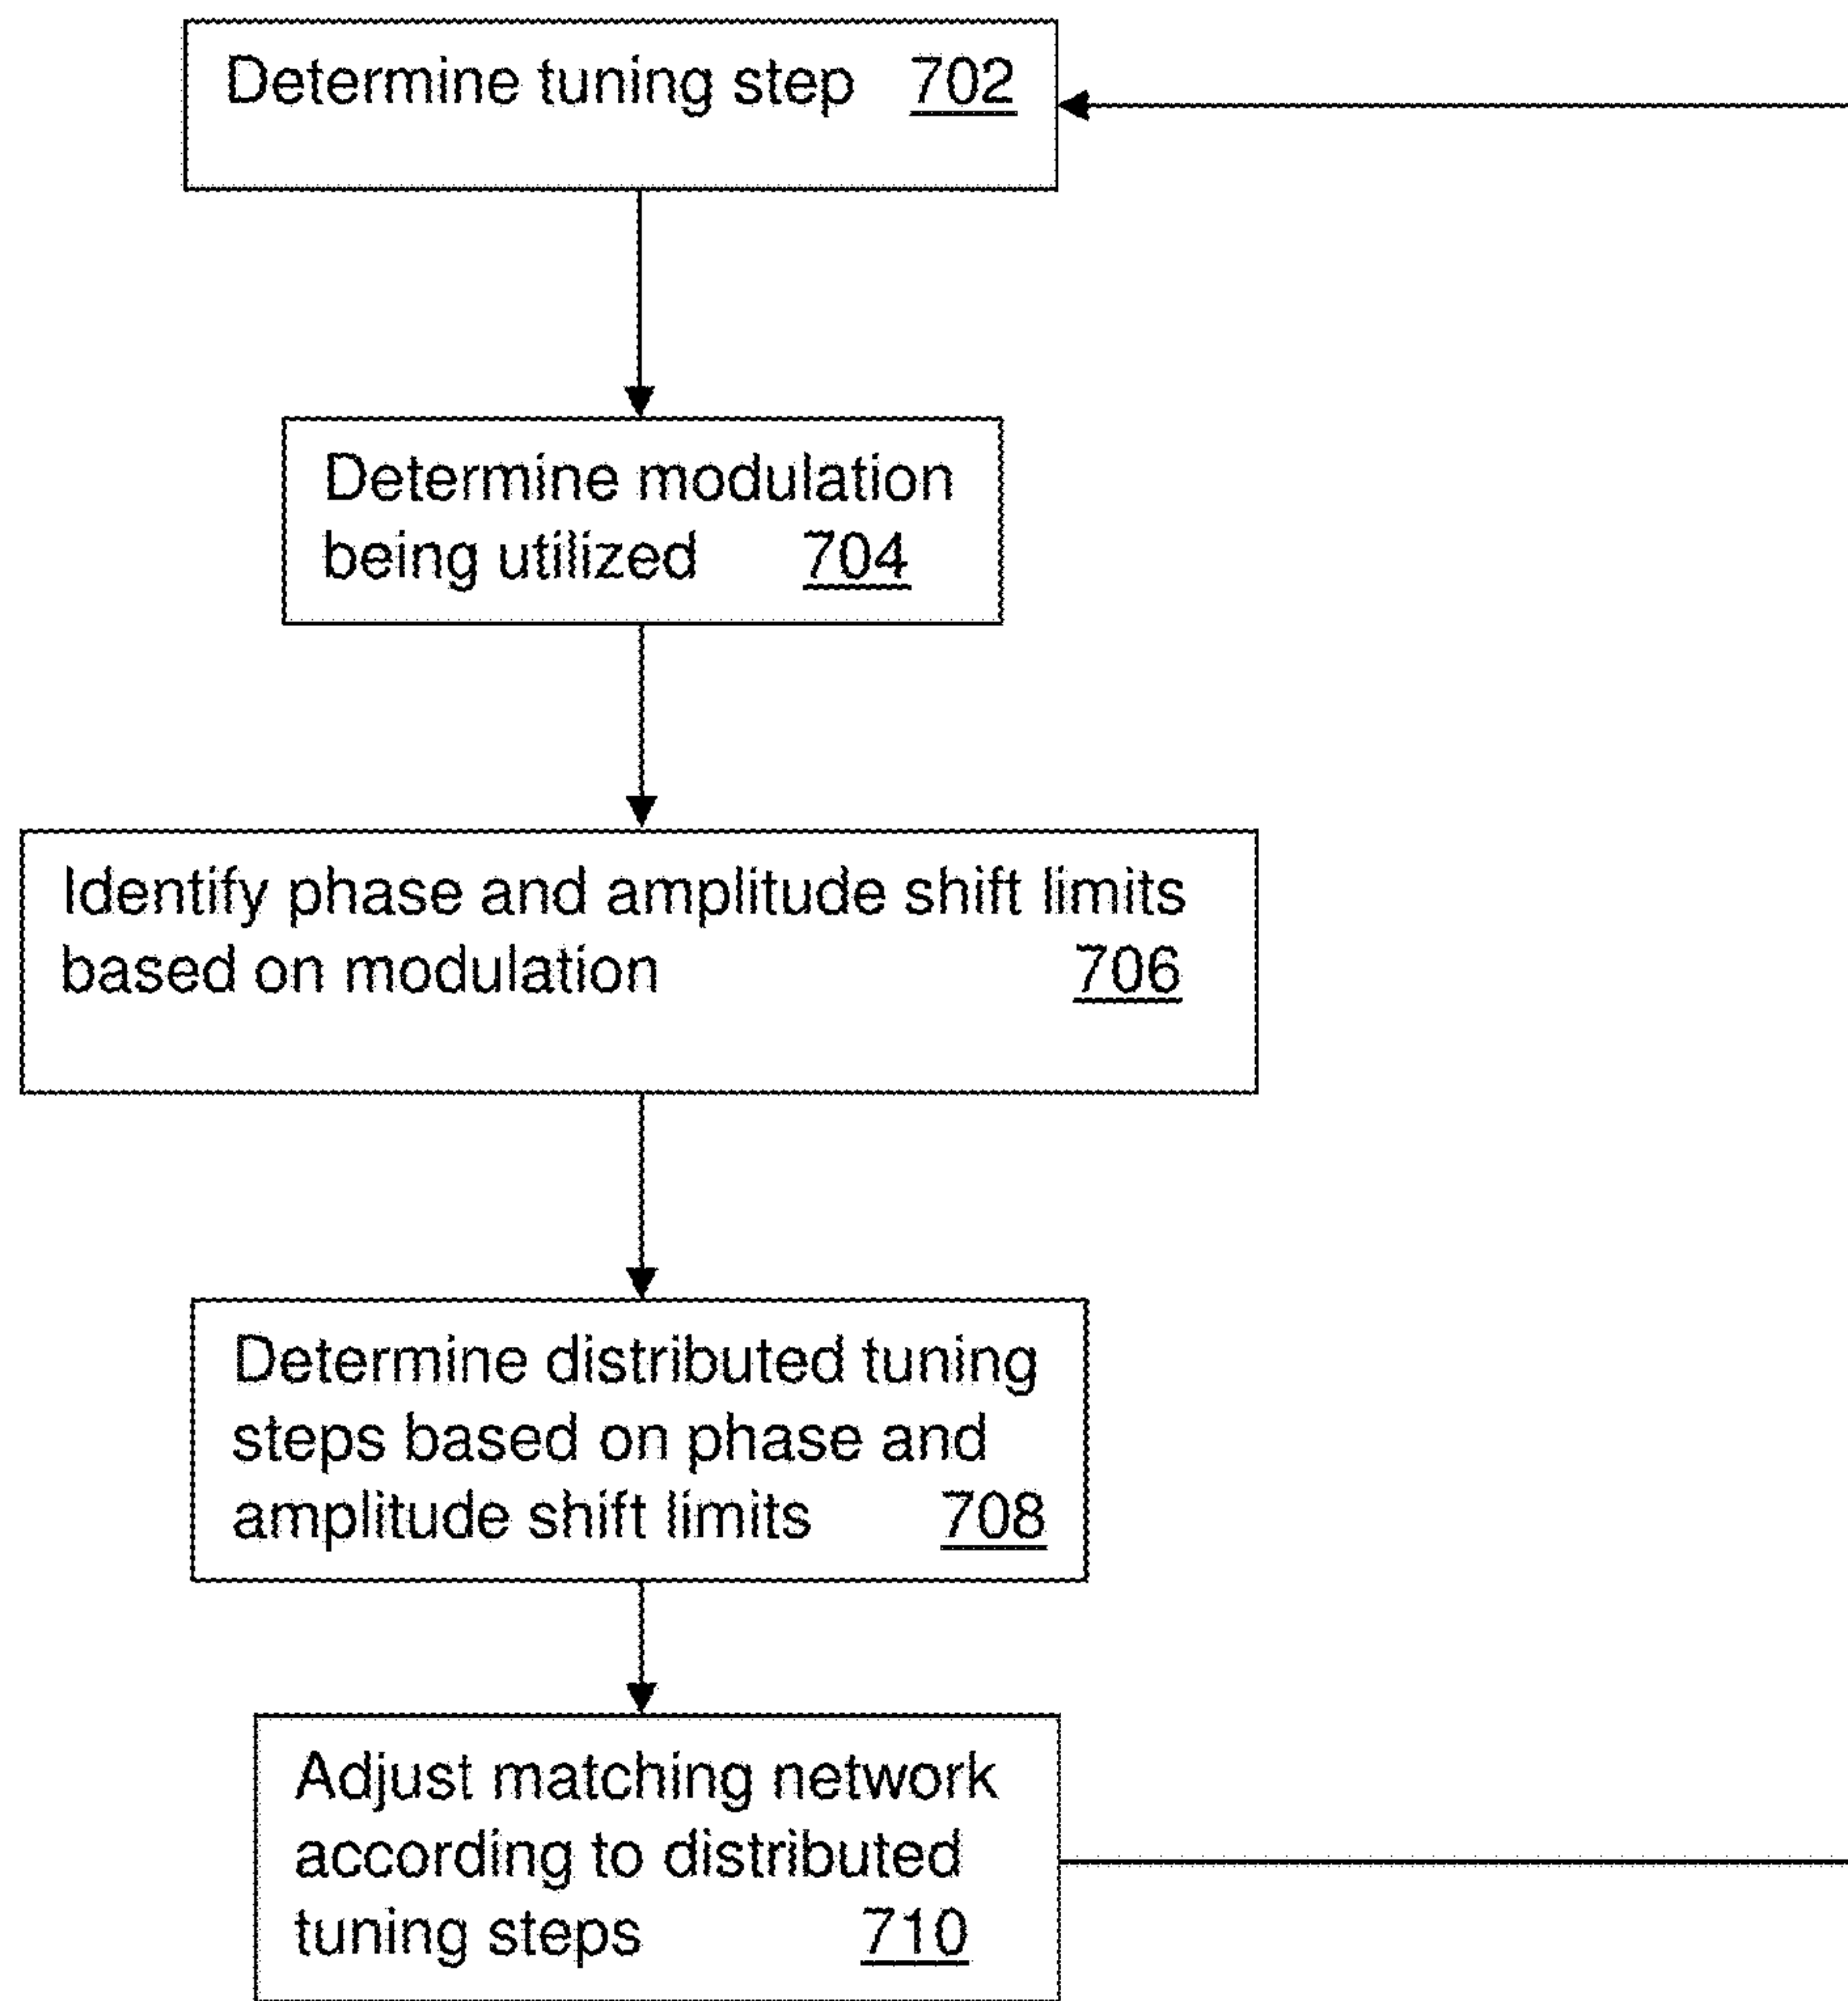 Determine tuning step 702
Determine modulation
being utilized 704
Identify phase and amplitude shift limits
based on modulation 706
Determine distributed tuning
steps based on phase and
amplitude shift limits 708
Adjust matching network
according to distributed
tuning steps 710